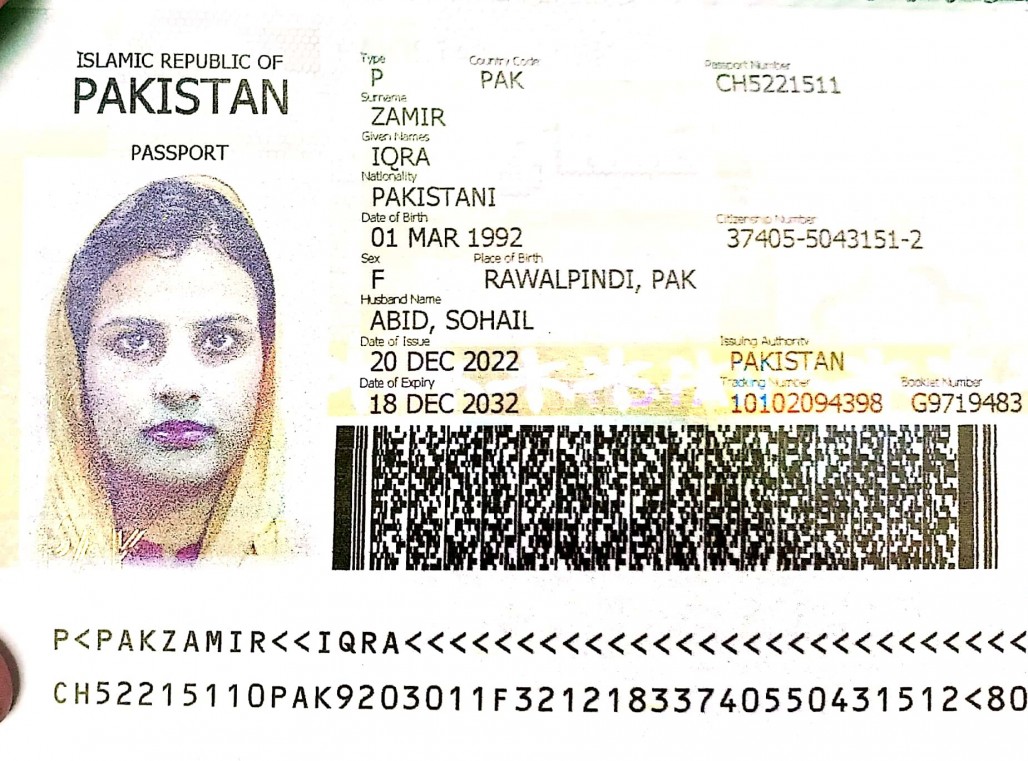 ISLAMIC REPUBLIC OF
PAKISTAN
PASSPORT
Type Country Code Passport Number
P PAK CH5221511
Surname
ZAMIR
Given Names
IQRA
Nationality
PAKISTANI
Date of Birth Citizenship Number
01 MAR 1992 37405-5043151-2
Sex Place of Birth
F RAWALPINDI, PAK
Husband Name
ABID, SOHAIL
Date of Issue Issuing Authority
20 DEC 2022 PAKISTAN
Date of Expiry Tracking Number Booklet Number
18 DEC 2032 10102094398 G9719483
P<PAKZAMIR<<IQRA<<<<<<<<<<<<<<<<<<<<<<<<<<<<
CH52215110PAK9203011F32121833740550431512<80